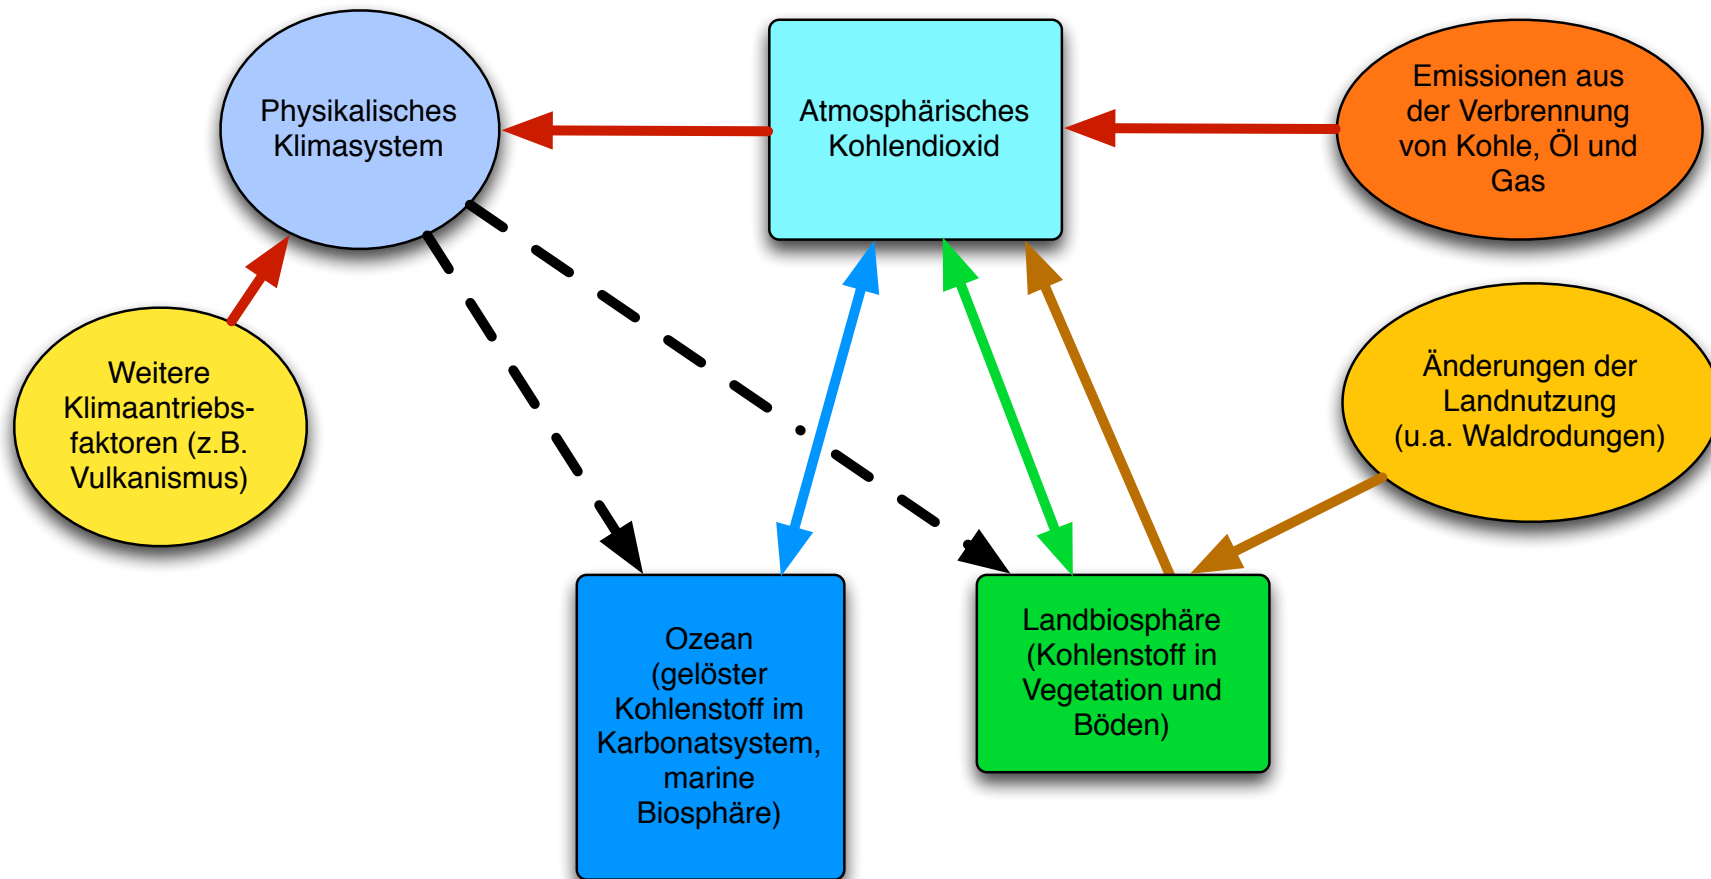 Physikalisches
Klimasystem
Atmosphärisches
Kohlendioxid
Emissionen aus
der Verbrennung
von Kohle, Öl und
Gas
Weitere
Klimaantriebs-
faktoren (z.B.
Vulkanismus)
Änderungen der
Landnutzung
(u.a. Waldrodungen)
Ozean
(gelöster
Kohlenstoff im
Karbonatsystem,
marine
Biosphäre)
Landbiosphäre
(Kohlenstoff in
Vegetation und
Böden)